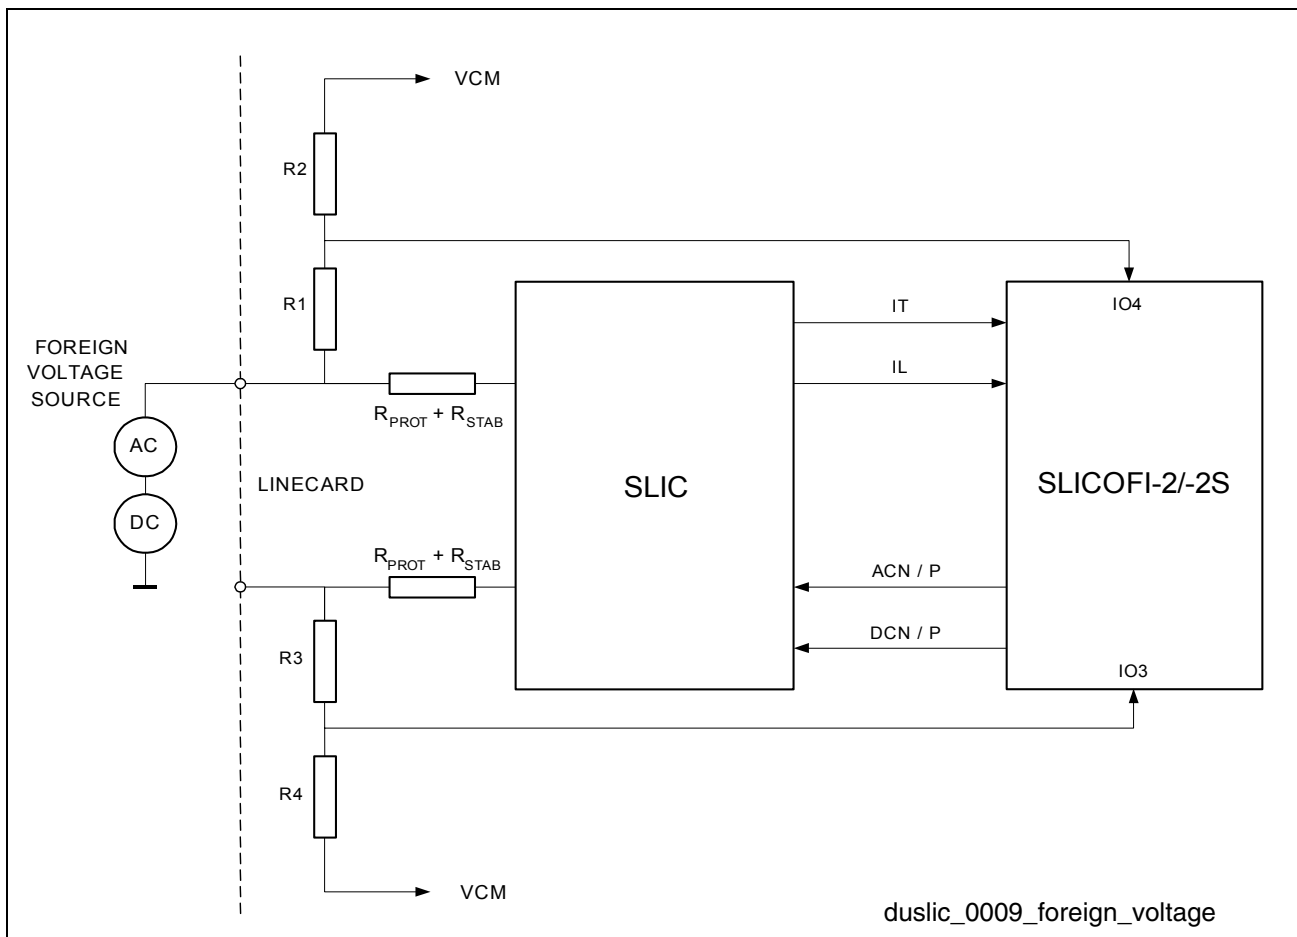 VCM
R2
R1
IO4
IT
FOREIGN
VOLTAGE
SOURCE
IL
RPROT + RSTAB
AC
LINECARD
SLIC
SLICOFI-2/-2S
DC
RPROT + RSTAB
ACN / P
DCN / P
R3
IO3
R4
VCM
duslic_0009_foreign_voltage